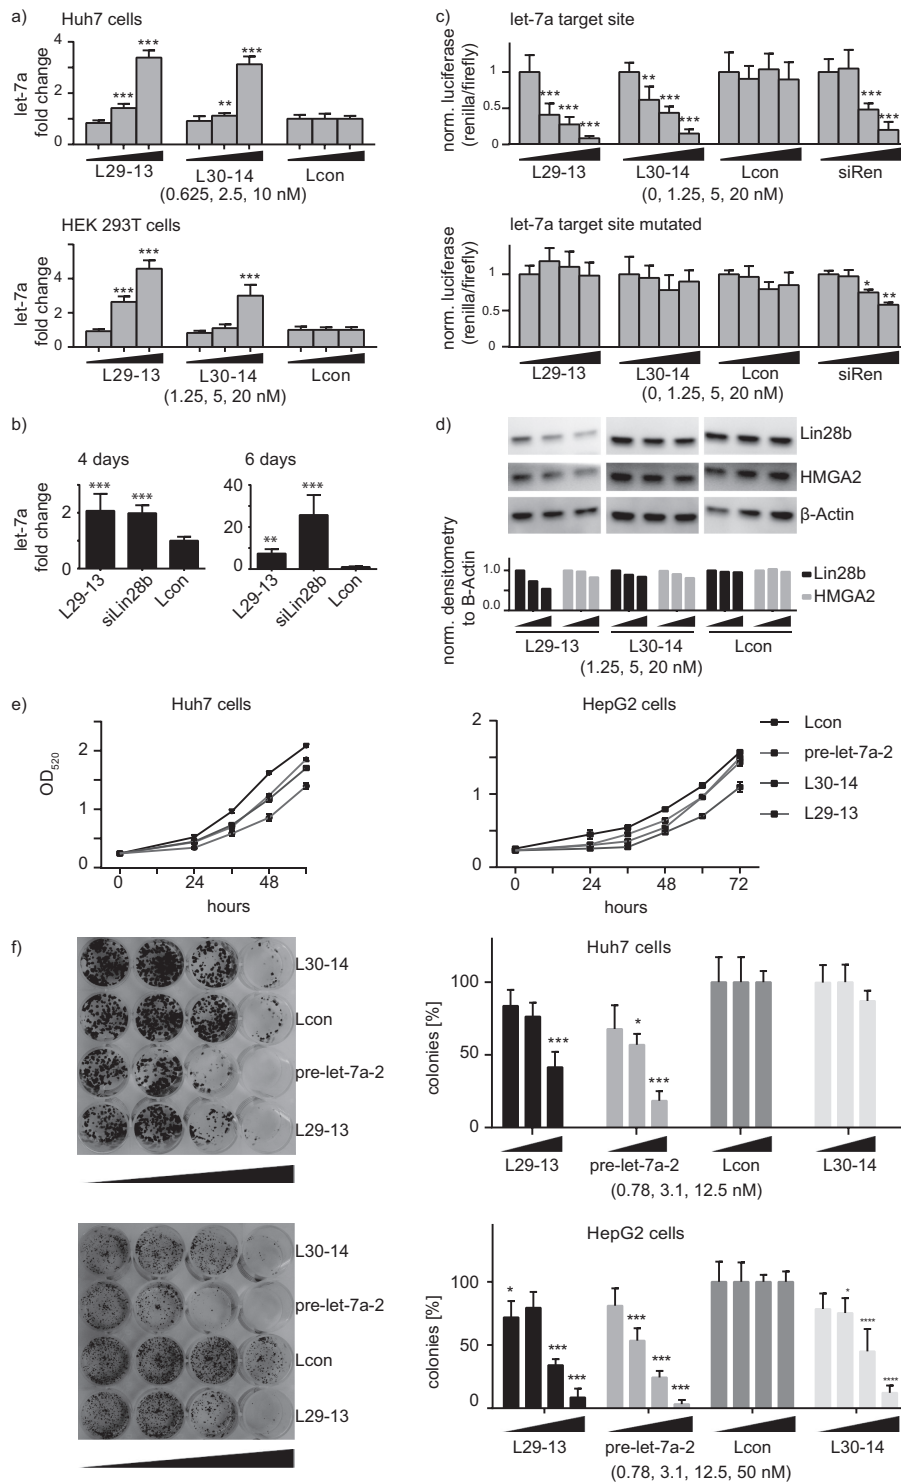 a)
Huh7 cells
let-7a
fold change
4
2
0
***
***
**
***
L29-13
L30-14
Lcon
(0.625, 2.5, 10 nM)
HEK 293T cells
let-7a
fold change
4
2
0
***
***
***
L29-13
L30-14
Lcon
(1.25, 5, 20 nM)
b)
4 days
6 days
let-7a
fold change
4
2
0
***
***
L29-13
siLin28b
Lcon
40
20
0
**
***
L29-13
siLin28b
Lcon
c)
let-7a target site
norm. luciferase
(renilla/firefly)
1
0.5
0
***
***
***
**
***
***
***
***
L29-13
L30-14
Lcon
siRen
(0, 1.25, 5, 20 nM)
let-7a target site mutated
norm. luciferase
(renilla/firefly)
1
0.5
0
*
**
L29-13
L30-14
Lcon
siRen
(0, 1.25, 5, 20 nM)
d)
Lin28b
HMGA2
β-Actin
norm. densitometry
to B-Actin
1.0
0.0
Lin28b
HMGA2
L29-13
L30-14
Lcon
(1.25, 5, 20 nM)
e)
Huh7 cells
OD520
2
1
0
0
24
48
hours
HepG2 cells
2
1
0
0
24
48
72
hours
Lcon
pre-let-7a-2
L30-14
L29-13
f)
L30-14
Lcon
pre-let-7a-2
L29-13
Huh7 cells
colonies [%]
100
50
0
***
*
***
L29-13
pre-let-7a-2
Lcon
L30-14
(0.78, 3.1, 12.5 nM)
L30-14
pre-let-7a-2
Lcon
L29-13
HepG2 cells
colonies [%]
100
50
0
*
***
***
***
***
***
*
****
****
L29-13
pre-let-7a-2
Lcon
L30-14
(0.78, 3.1, 12.5, 50 nM)